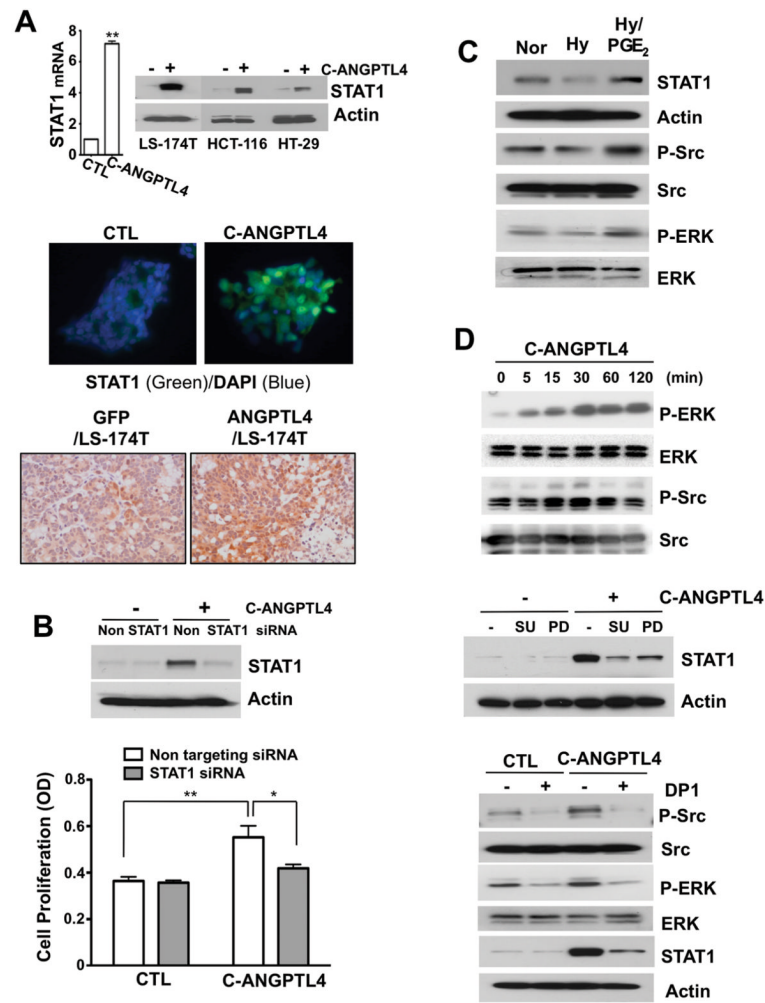 A
STAT1 mRNA
8
6
4
2
0
**
CTL
C-ANGPTL4
- + - + - + C-ANGPTL4
STAT1
Actin
LS-174T HCT-116 HT-29
CTL C-ANGPTL4
STAT1 (Green)/DAPI (Blue)
GFP ANGPTL4
/LS-174T /LS-174T
B
- + C-ANGPTL4
Non STAT1 Non STAT1 siRNA
STAT1
Actin
Non targeting siRNA
STAT1 siRNA
Cell Proliferation (OD)
0.8
0.6
0.4
0.2
0
** *
CTL C-ANGPTL4
C
Hy/
Nor Hy PGE2
STAT1
Actin
P-Src
Src
P-ERK
ERK
D
C-ANGPTL4
0 5 15 30 60 120 (min)
P-ERK
ERK
P-Src
Src
- + C-ANGPTL4
- SU PD - SU PD
STAT1
Actin
CTL C-ANGPTL4
- + - + DP1
P-Src
Src
P-ERK
ERK
STAT1
Actin